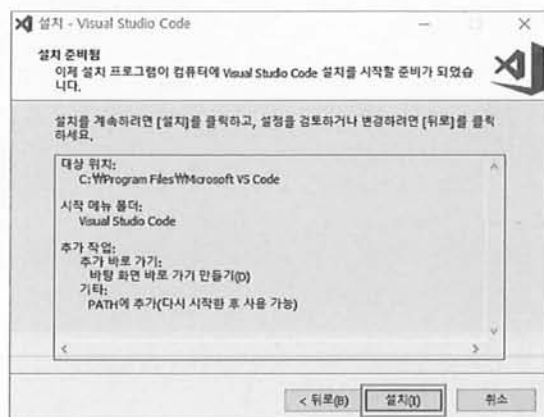 설치 - Visual Studio Code
설치 준비됨
이제 설치 프로그램이 컴퓨터에 Visual Studio Code 설치를 시작할 준비가 되었습
니다.
설치를 계속하려면 [설치]를 클릭하고, 설정을 검토하거나 변경하려면 [뒤로]를 클릭
하세요.
대상 위치:
C:₩Program Files₩Microsoft VS Code
시작 메뉴 폴더:
Visual Studio Code
추가 작업:
추가 바로 가기:
바탕 화면 바로 가기 만들기(D)
기타:
PATH에 추가(다시 시작한 후 사용 가능)
< 뒤로(B) 설치(I) 취소